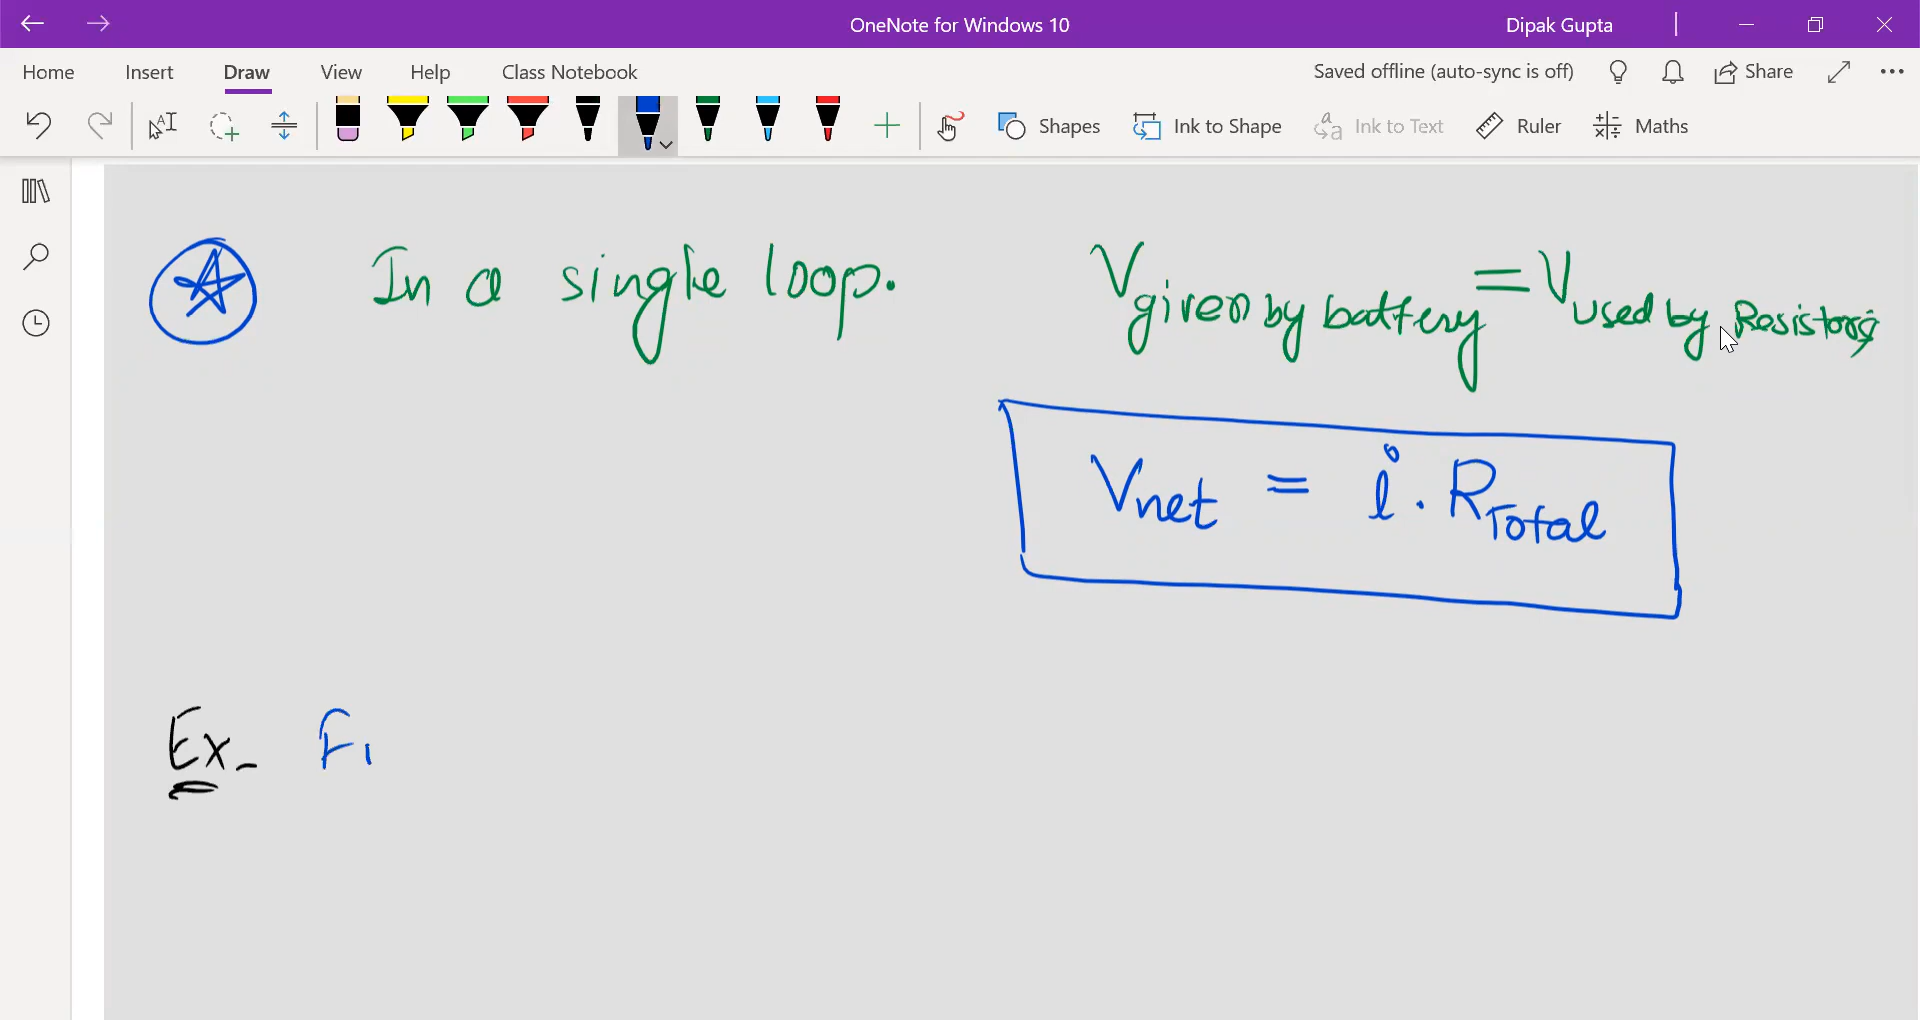 OneNote for Windows 10
Dipak Gupta
Home Insert Draw View Help Class Notebook
Saved offline (auto-sync is off) Share
Shapes Ink to Shape Ink to Text Ruler Maths
In a single loop. V given by battery = V used by Resistors
Vnet = i . RTotal
Ex- Fi